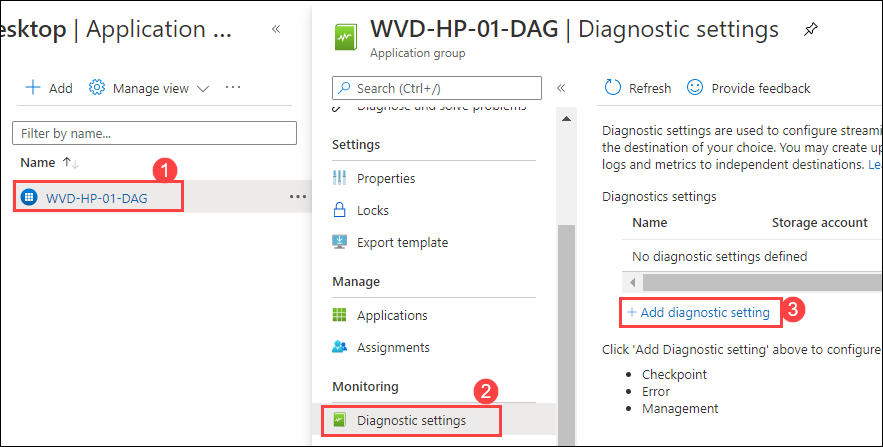 esktop | Application ...
Add
Manage view
Filter by name...
Name
1
WVD-HP-01-DAG
WVD-HP-01-DAG | Diagnostic settings
Application group
Search (Ctrl+/)
Diagnose and solve problems
Settings
Properties
Locks
Export template
Manage
Applications
Assignments
Monitoring
2
Diagnostic settings
Refresh
Provide feedback
Diagnostic settings are used to configure streami
the destination of your choice. You may create up
logs and metrics to independent destinations. Lea
Diagnostics settings
Name Storage account
No diagnostic settings defined
+ Add diagnostic setting
3
Click 'Add Diagnostic setting' above to configure
• Checkpoint
• Error
• Management